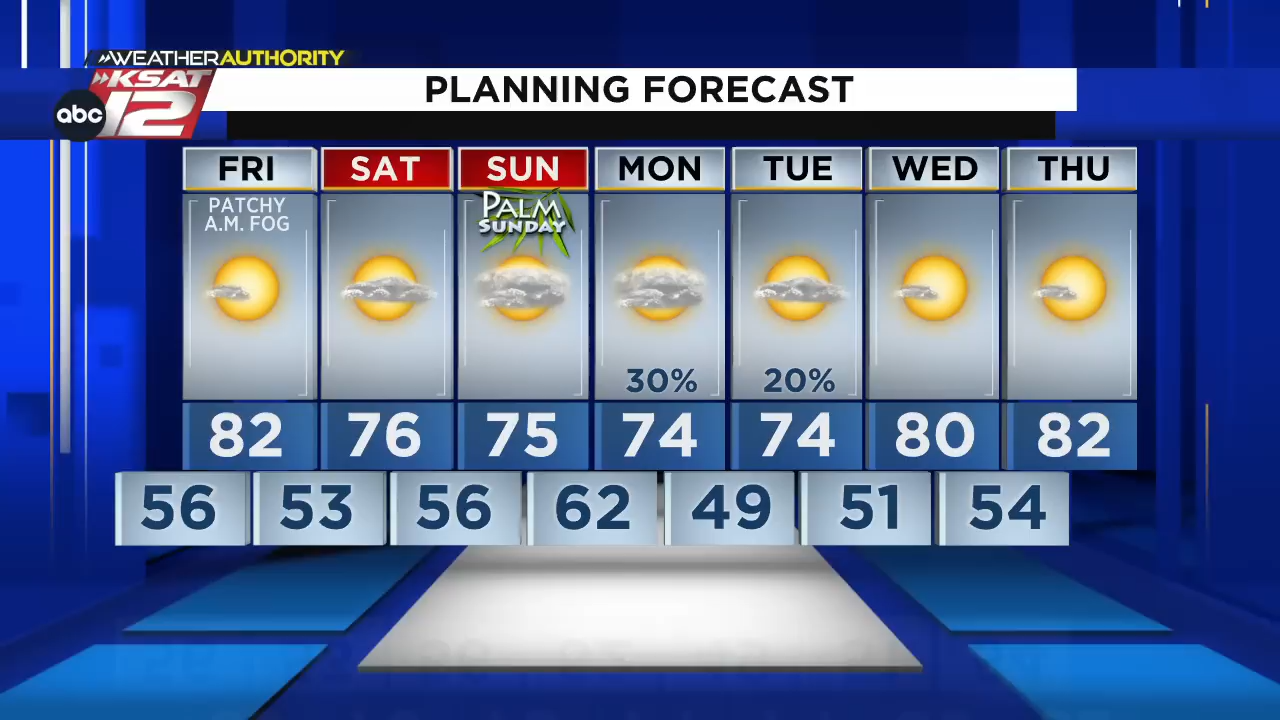 WEATHERAUTHORITY
KSAT
abc 12
PLANNING FORECAST
FRI SAT SUN MON TUE WED THU
PATCHY
A.M. FOG
PALM
SUNDAY
30% 20%
82 76 75 74 74 80 82
56 53 56 62 49 51 54